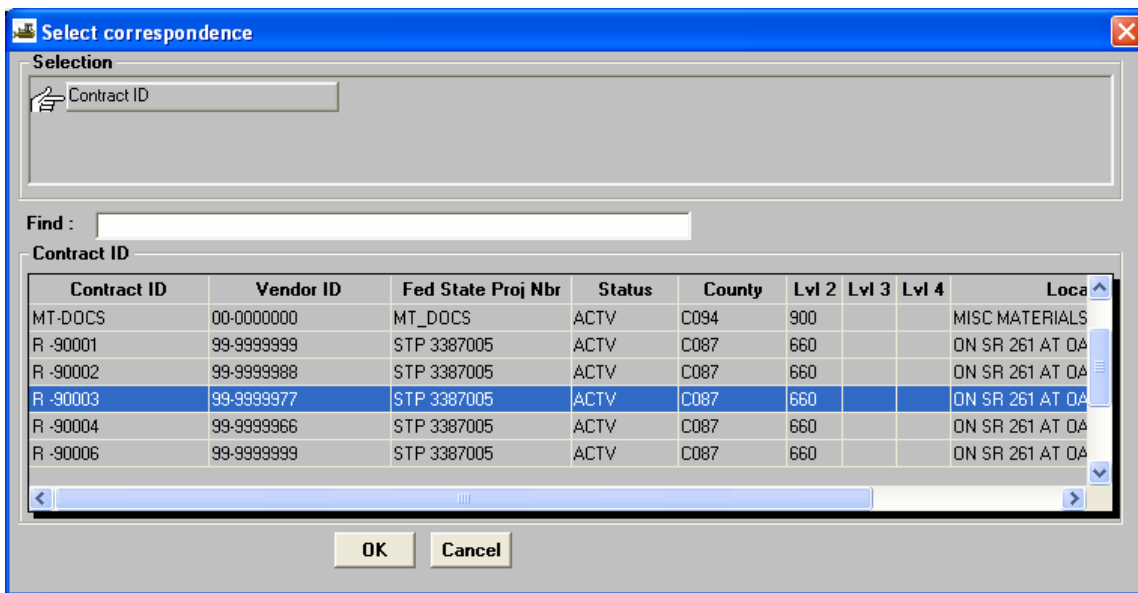 Select correspondence
Selection
Contract ID
Find :
Contract ID
Contract ID Vendor ID Fed State Proj Nbr Status County Lvl 2 Lvl 3 Lvl 4 Loca
MT-DOCS 00-0000000 MT_DOCS ACTV C094 900 MISC MATERIALS
R -90001 99-9999999 STP 3387005 ACTV C087 660 ON SR 261 AT OA
R -90002 99-9999988 STP 3387005 ACTV C087 660 ON SR 261 AT OA
R -90003 99-9999977 STP 3387005 ACTV C087 660 ON SR 261 AT OA
R -90004 99-9999966 STP 3387005 ACTV C087 660 ON SR 261 AT OA
R -90006 99-9999999 STP 3387005 ACTV C087 660 ON SR 261 AT OA
OK Cancel